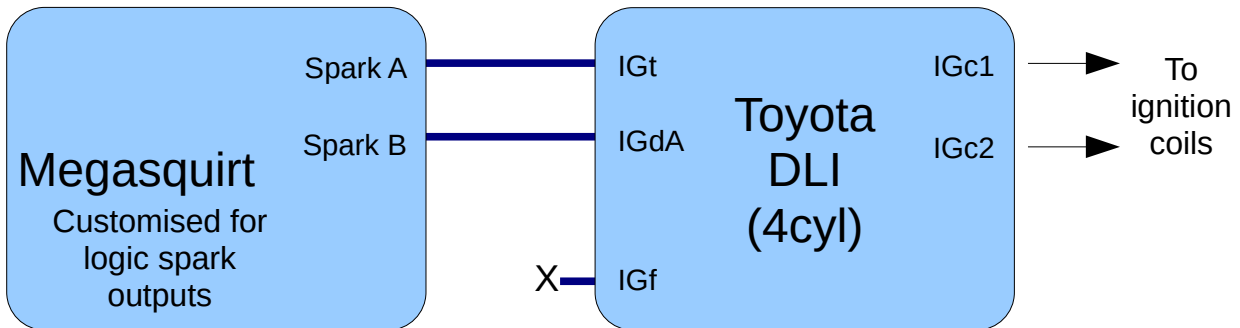 Spark A
Spark B
Megasquirt
Customised for
logic spark
outputs
IGt
IGdA
X
IGf
Toyota
DLI
(4cyl)
IGc1
IGc2
To
ignition
coils